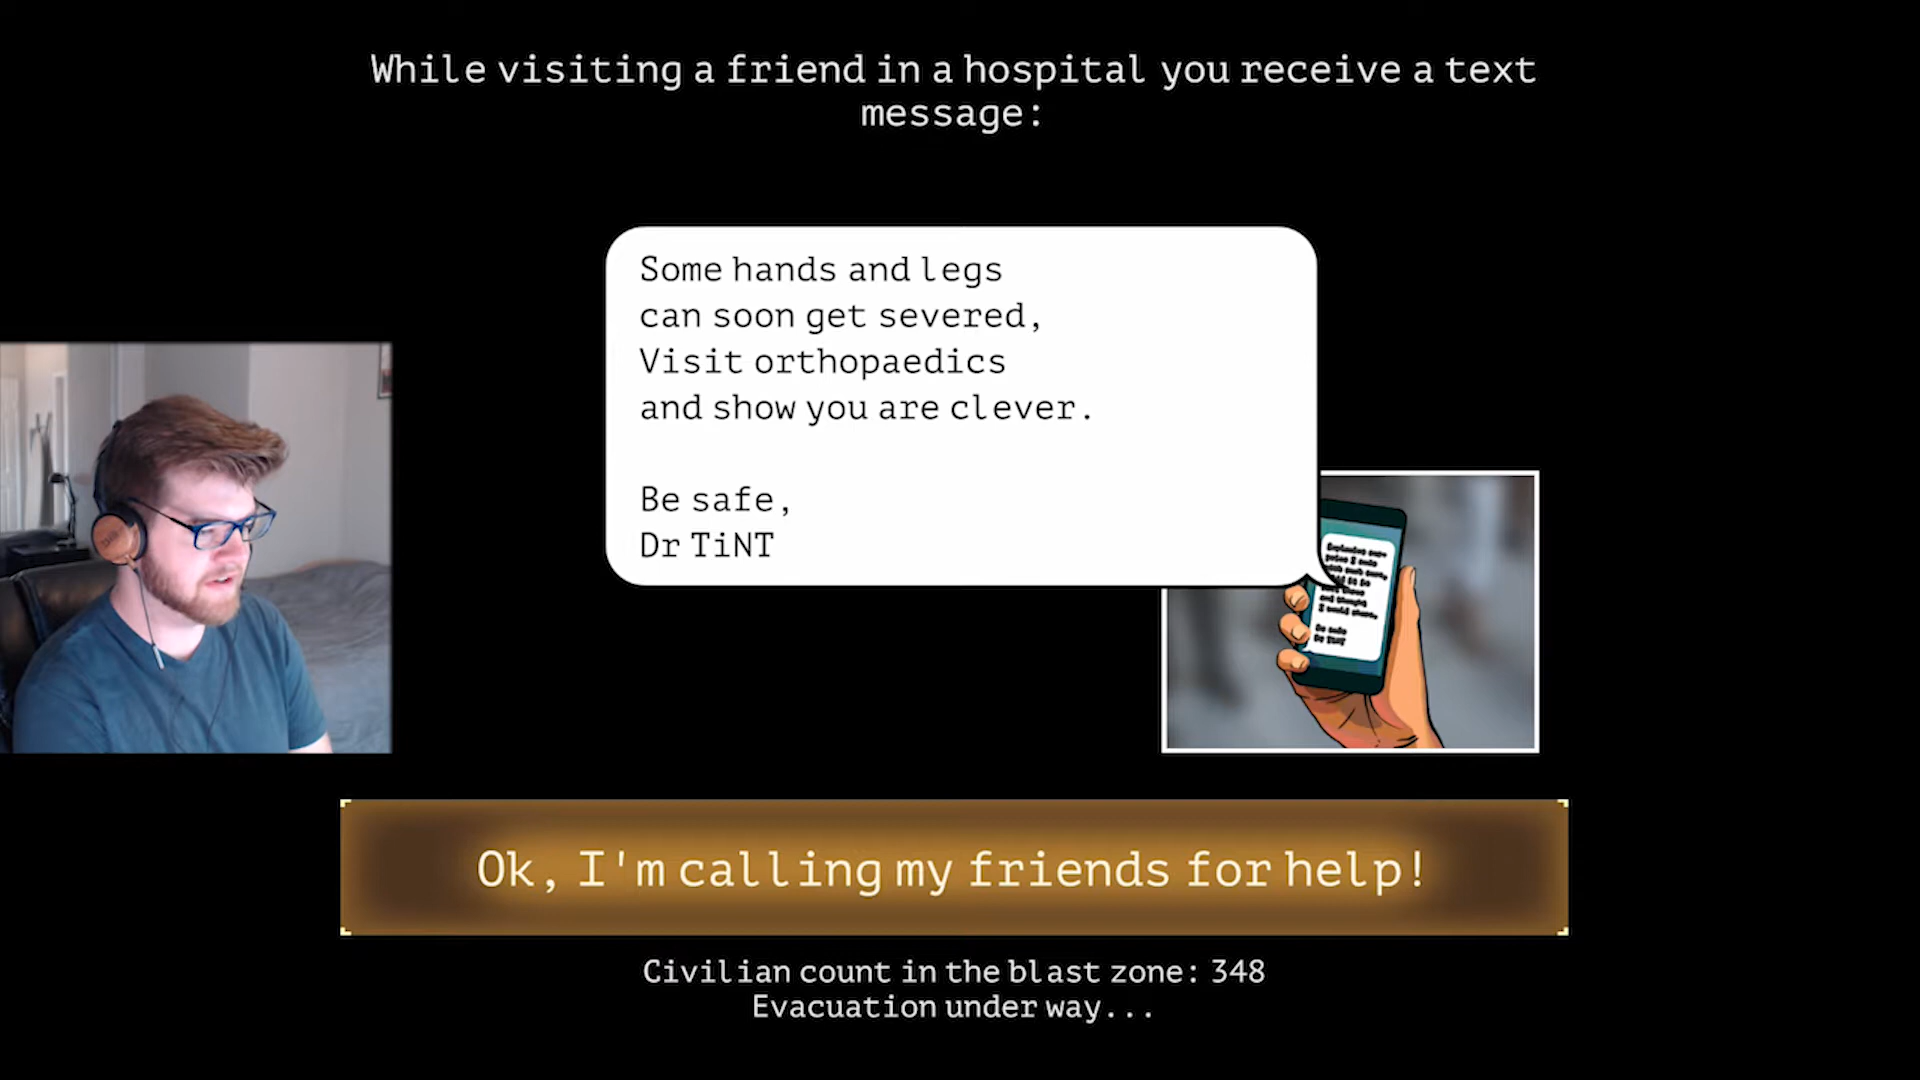 While visiting a friend in a hospital you receive a text
message:
Some hands and legs
can soon get severed,
Visit orthopaedics
and show you are clever.
Be safe,
Dr TiNT
Ok, I'm calling my friends for help!
Civilian count in the blast zone: 348
Evacuation under way...